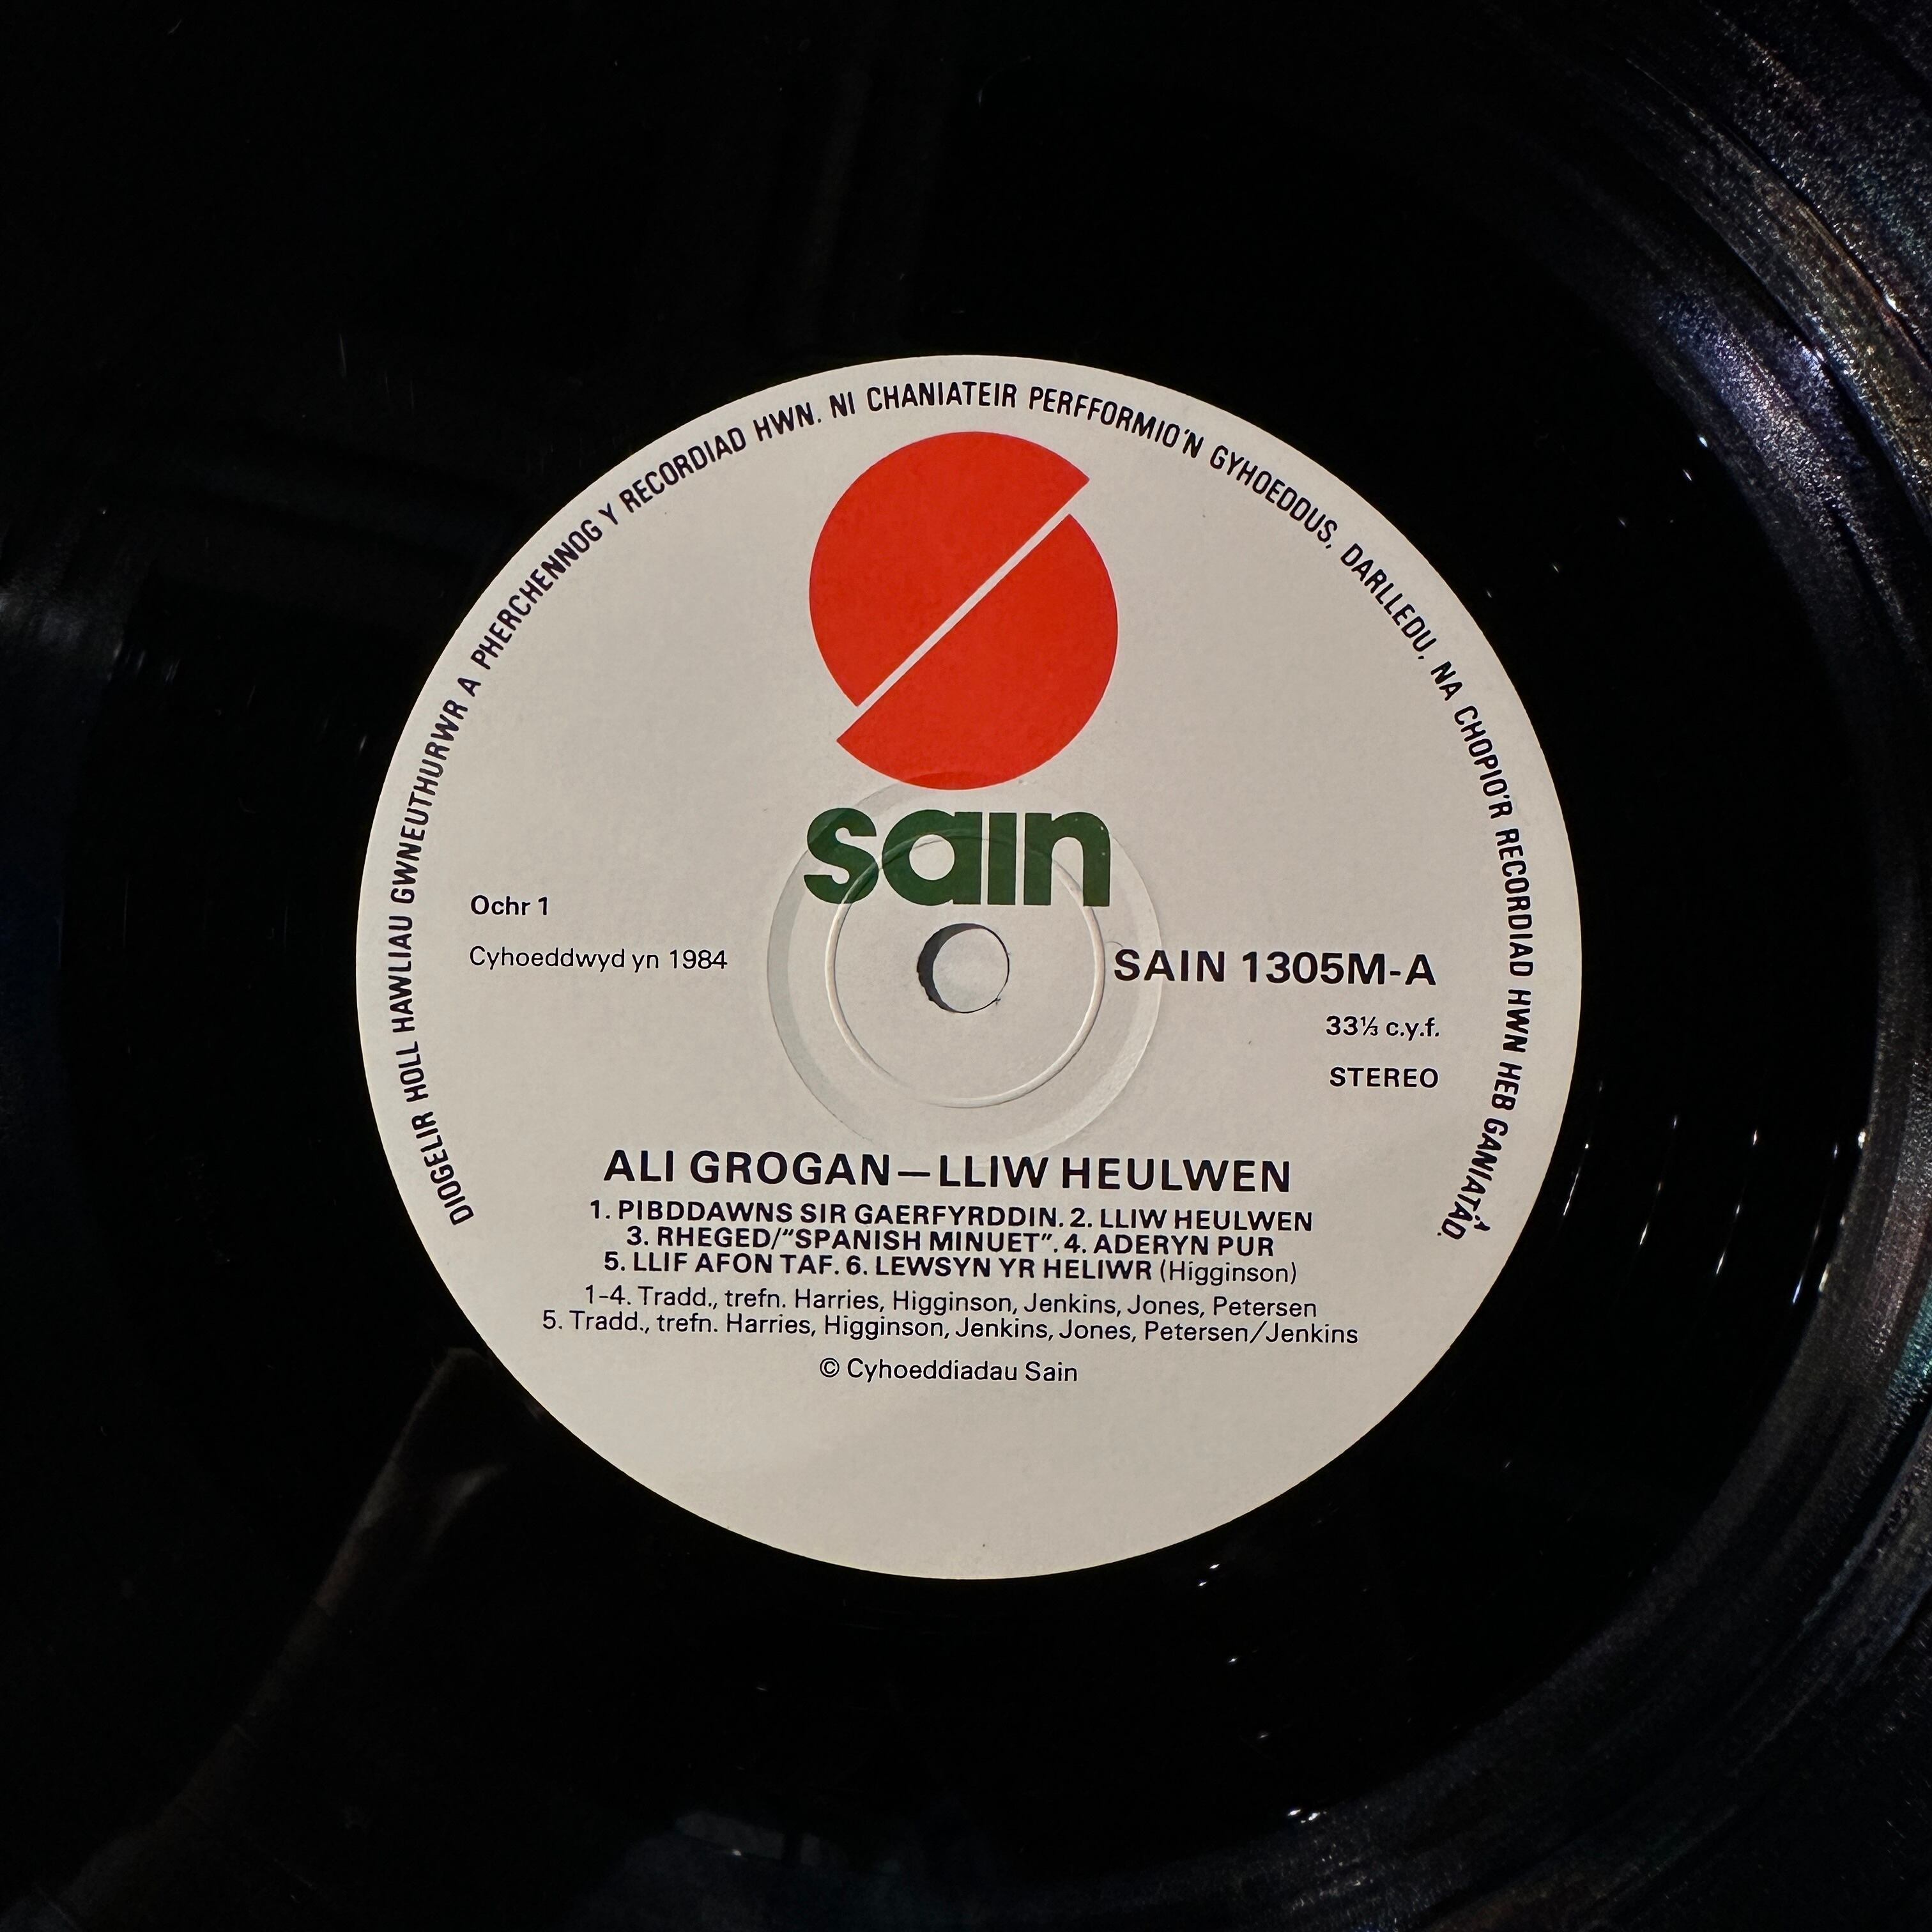 DIOGELIR HOLL HAWLIAU GWNEUTHURWR A PHERCHENNOG Y RECORDIAD HWN. NI CHANIATEIR PERFFORMIO'N GYHOEDDUS, DARLLEDU, NA CHOPIO'R RECORDIAD HWN HEB GANIATÂD.
sain
Ochr 1
Cyhoeddwyd yn 1984
SAIN 1305M-A
33⅓ c.y.f.
STEREO
ALI GROGAN—LLIW HEULWEN
1. PIBDDAWNS SIR GAERFYRDDIN. 2. LLIW HEULWEN
3. RHEGED/“SPANISH MINUET”. 4. ADERYN PUR
5. LLIF AFON TAF. 6. LEWSYN YR HELIWR (Higginson)
1-4. Tradd., trefn. Harries, Higginson, Jenkins, Jones, Petersen
5. Tradd., trefn. Harries, Higginson, Jenkins, Jones, Petersen/Jenkins
© Cyhoeddiadau Sain